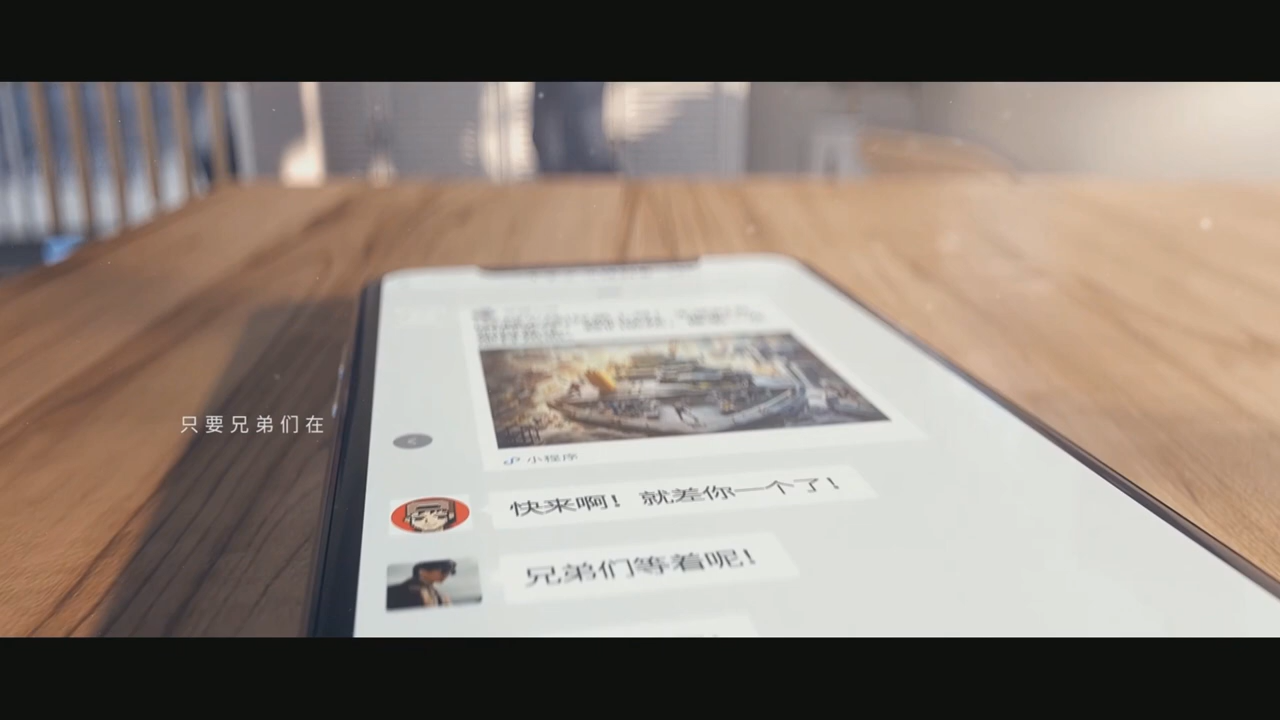 小程序
只要兄弟们在
快来啊！就差你一个了！
兄弟们等着呢！